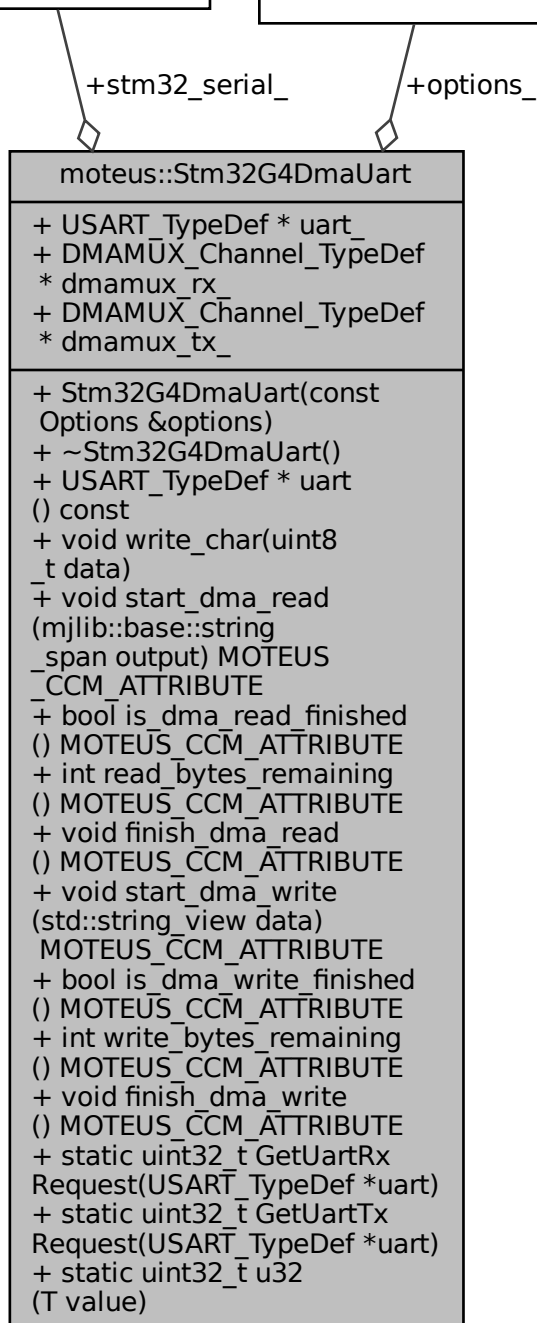 +stm32_serial_
+options_
moteus::Stm32G4DmaUart
+ USART_TypeDef * uart_
+ DMAMUX_Channel_TypeDef
* dmamux_rx_
+ DMAMUX_Channel_TypeDef
* dmamux_tx_
+ Stm32G4DmaUart(const
Options &options)
+ ~Stm32G4DmaUart()
+ USART_TypeDef * uart
() const
+ void write_char(uint8
_t data)
+ void start_dma_read
(mjlib::base::string
_span output) MOTEUS
_CCM_ATTRIBUTE
+ bool is_dma_read_finished
() MOTEUS_CCM_ATTRIBUTE
+ int read_bytes_remaining
() MOTEUS_CCM_ATTRIBUTE
+ void finish_dma_read
() MOTEUS_CCM_ATTRIBUTE
+ void start_dma_write
(std::string_view data)
MOTEUS_CCM_ATTRIBUTE
+ bool is_dma_write_finished
() MOTEUS_CCM_ATTRIBUTE
+ int write_bytes_remaining
() MOTEUS_CCM_ATTRIBUTE
+ void finish_dma_write
() MOTEUS_CCM_ATTRIBUTE
+ static uint32_t GetUartRx
Request(USART_TypeDef *uart)
+ static uint32_t GetUartTx
Request(USART_TypeDef *uart)
+ static uint32_t u32
(T value)